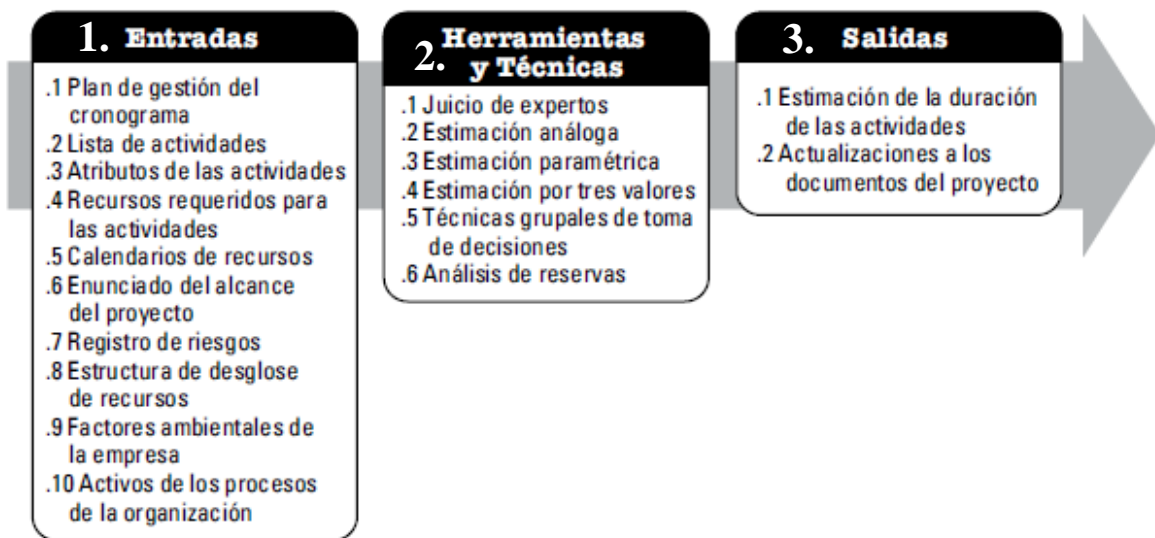 1. Entradas
.1 Plan de gestión del
cronograma
.2 Lista de actividades
.3 Atributos de las actividades
.4 Recursos requeridos para
las actividades
.5 Calendarios de recursos
.6 Enunciado del alcance
del proyecto
.7 Registro de riesgos
.8 Estructura de desglose
de recursos
.9 Factores ambientales de
la empresa
.10 Activos de los procesos
de la organización
2. Herramientas
y Técnicas
.1 Juicio de expertos
.2 Estimación análoga
.3 Estimación paramétrica
.4 Estimación por tres valores
.5 Técnicas grupales de toma
de decisiones
.6 Análisis de reservas
3. Salidas
.1 Estimación de la duración
de las actividades
.2 Actualizaciones a los
documentos del proyecto